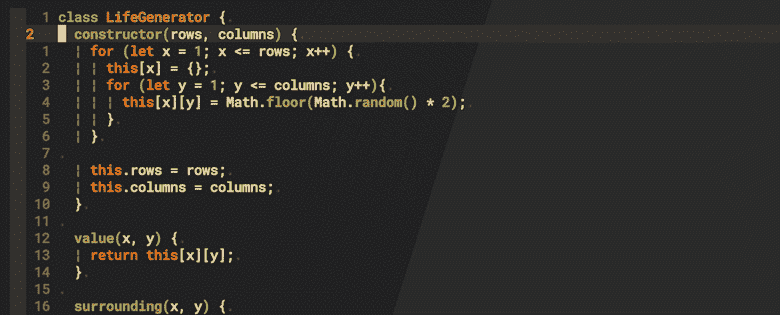 1 class LifeGenerator {
2 constructor(rows, columns) {
1 for (let x = 1; x <= rows; x++) {
2 this[x] = {};
3 for (let y = 1; y <= columns; y++){
4 this[x][y] = Math.floor(Math.random() * 2);
5 }
6 }
7
8 this.rows = rows;
9 this.columns = columns;
10 }
11
12 value(x, y) {
13 return this[x][y];
14 }
15
16 surrounding(x, y) {